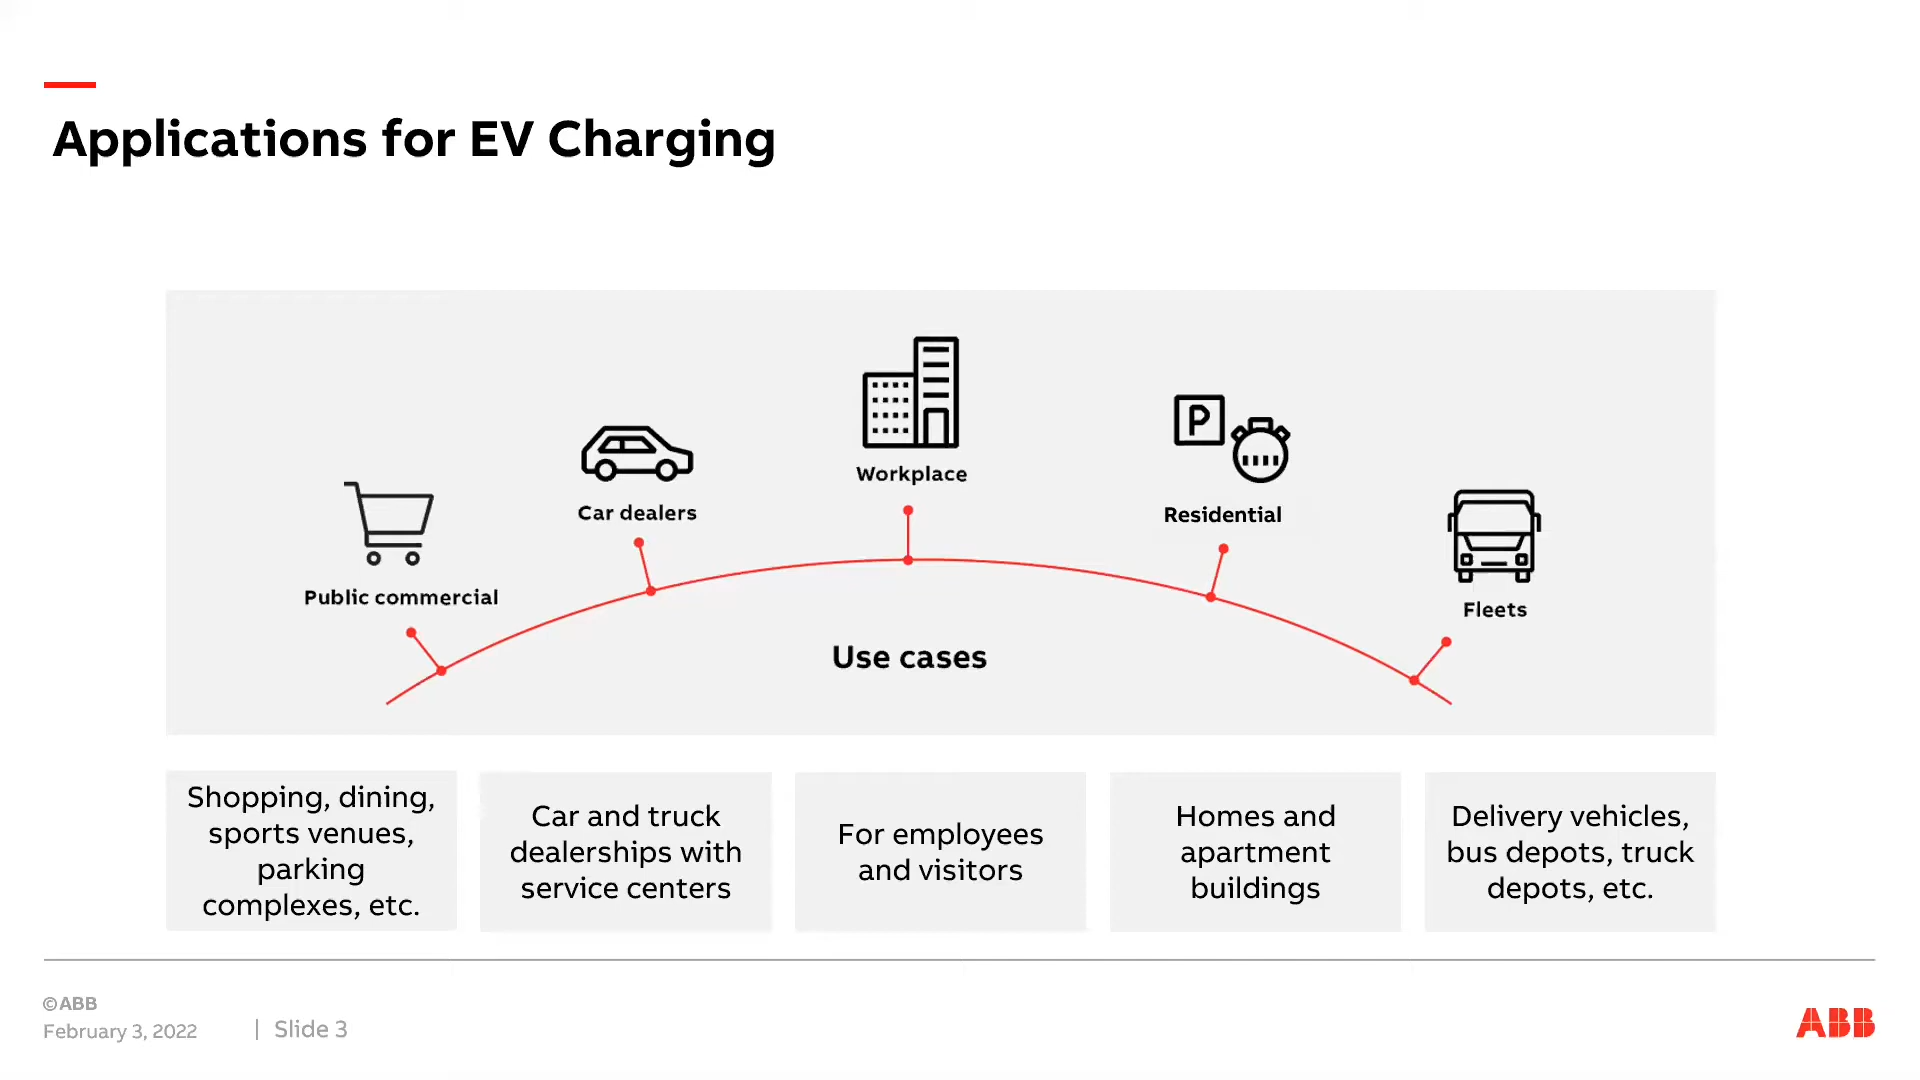 Applications for EV Charging
Workplace
P
Car dealers
Residential
Public commercial
Fleets
Use cases
Shopping, dining,
sports venues,
parking
complexes, etc.
Car and truck
dealerships with
service centers
For employees
and visitors
Homes and
apartment
buildings
Delivery vehicles,
bus depots, truck
depots, etc.
©ABB
February 3, 2022 | Slide 3
ABB